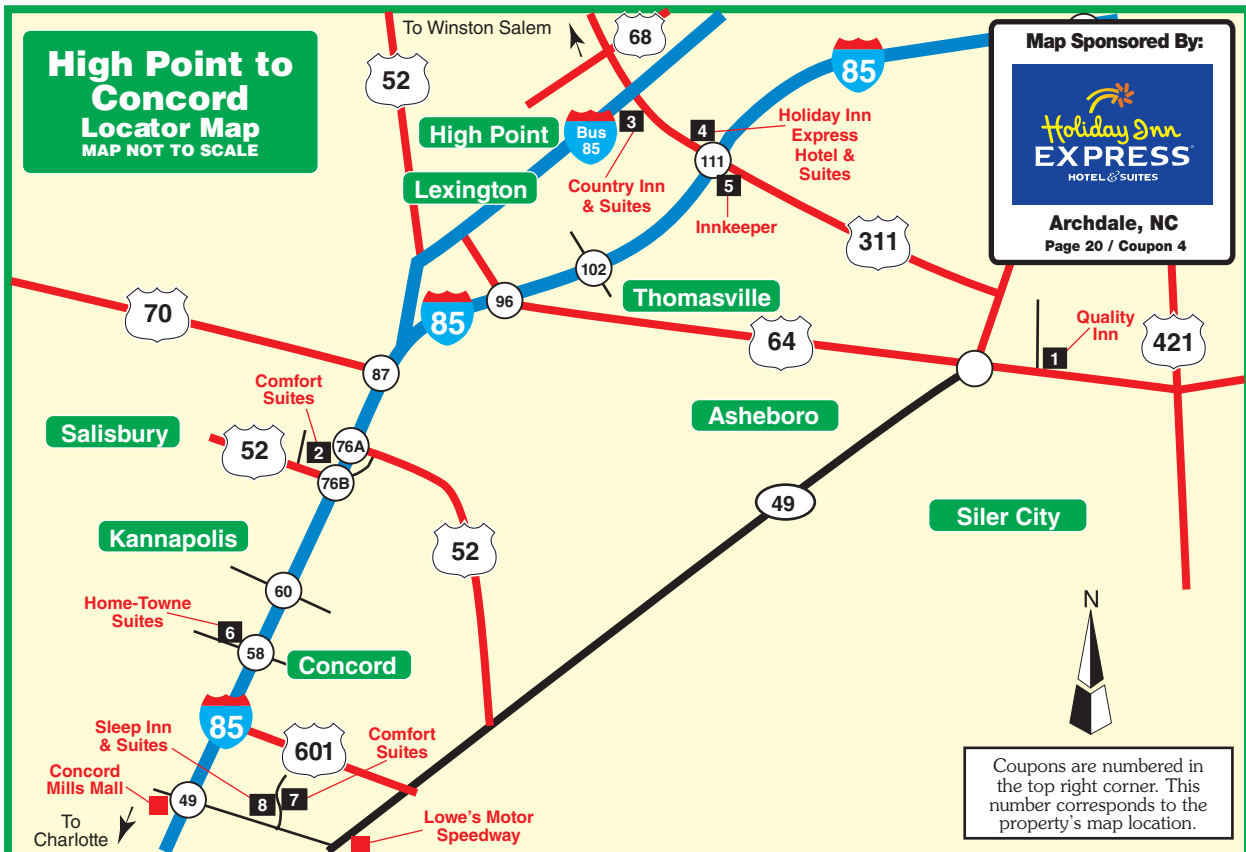 High Point to
Concord
Locator Map
MAP NOT TO SCALE
To Winston Salem
68
52
85
Map Sponsored By:
Holiday Inn
EXPRESS
HOTEL & SUITES
Archdale, NC
Page 20 / Coupon 4
High Point
Bus
85
3
4
Holiday Inn
Express
Hotel &
Suites
111
5
Lexington
Country Inn
& Suites
Innkeeper
311
102
96
Thomasville
85
70
64
Quality
Inn
1
421
87
Comfort
Suites
Asheboro
Salisbury
52
2
76A
76B
49
Siler City
Kannapolis
52
60
Home-Towne
Suites
6
58
Concord
N
85
Sleep Inn
& Suites
601
Comfort
Suites
Concord
Mills Mall
49
8
7
To
Charlotte
Lowe's Motor
Speedway
Coupons are numbered in
the top right corner. This
number corresponds to the
property's map location.